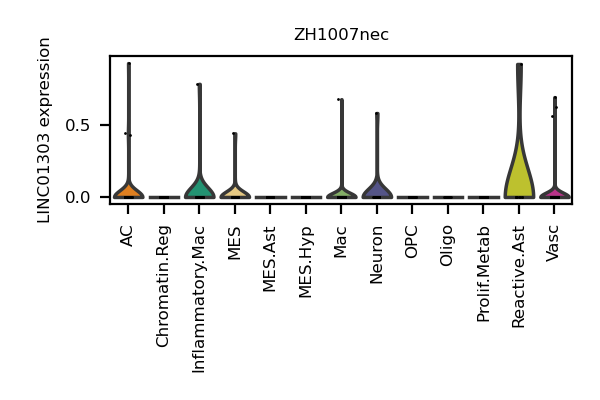 ZH1007nec
LINC01303 expression
0.5
0.0
AC
Chromatin.Reg
Inflammatory.Mac
MES
MES.Ast
MES.Hyp
Mac
Neuron
OPC
Oligo
Prolif.Metab
Reactive.Ast
Vasc